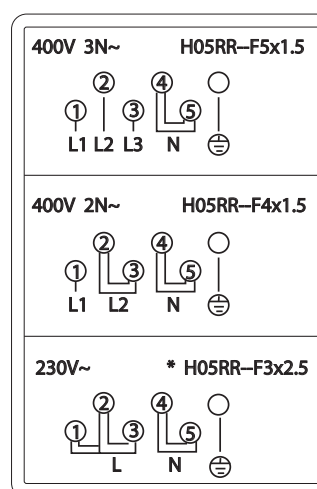 400V 3N~ H05RR--F5x1.5
2 4
1 3 5
L1 L2 L3 N
400V 2N~ H05RR--F4x1.5
2 4
1 3 5
L1 L2 N
230V~ * H05RR--F3x2.5
2 4
1 3 5
L N